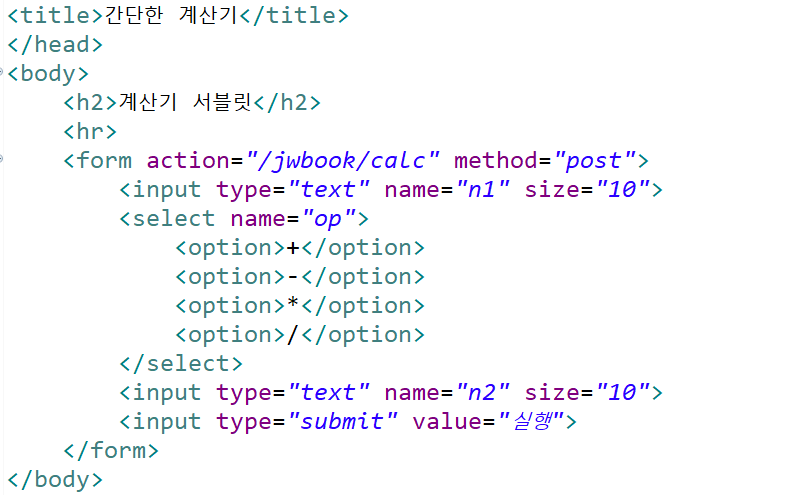 <title>간단한 계산기</title>
</head>
<body>
    <h2>계산기 서블릿</h2>
    <hr>
    <form action="/jwbook/calc" method="post">
        <input type="text" name="n1" size="10">
        <select name="op">
            <option>+</option>
            <option>-</option>
            <option>*</option>
            <option>/</option>
        </select>
        <input type="text" name="n2" size="10">
        <input type="submit" value="실행">
    </form>
</body>